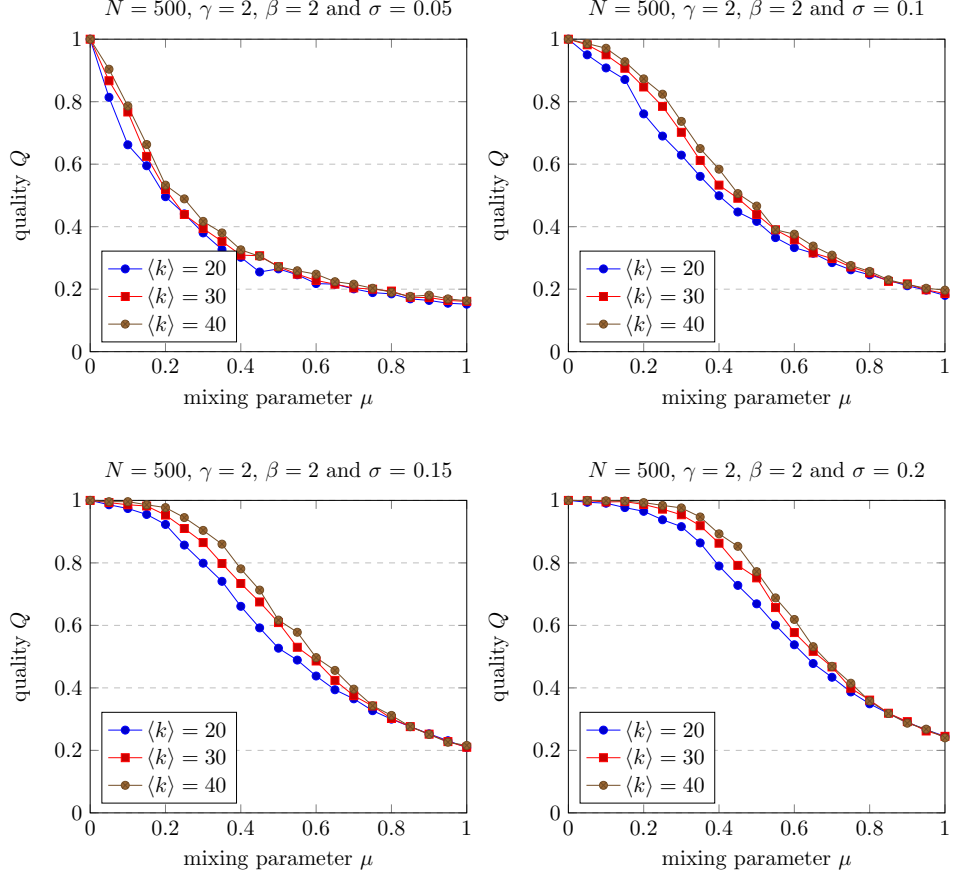 N = 500, γ = 2, β = 2 and σ = 0.05
quality Q
1
0.8
0.6
0.4
0.2
0
⟨k⟩ = 20
⟨k⟩ = 30
⟨k⟩ = 40
0 0.2 0.4 0.6 0.8 1
mixing parameter μ
N = 500, γ = 2, β = 2 and σ = 0.1
quality Q
1
0.8
0.6
0.4
0.2
0
⟨k⟩ = 20
⟨k⟩ = 30
⟨k⟩ = 40
0 0.2 0.4 0.6 0.8 1
mixing parameter μ
N = 500, γ = 2, β = 2 and σ = 0.15
quality Q
1
0.8
0.6
0.4
0.2
0
⟨k⟩ = 20
⟨k⟩ = 30
⟨k⟩ = 40
0 0.2 0.4 0.6 0.8 1
mixing parameter μ
N = 500, γ = 2, β = 2 and σ = 0.2
quality Q
1
0.8
0.6
0.4
0.2
0
⟨k⟩ = 20
⟨k⟩ = 30
⟨k⟩ = 40
0 0.2 0.4 0.6 0.8 1
mixing parameter μ